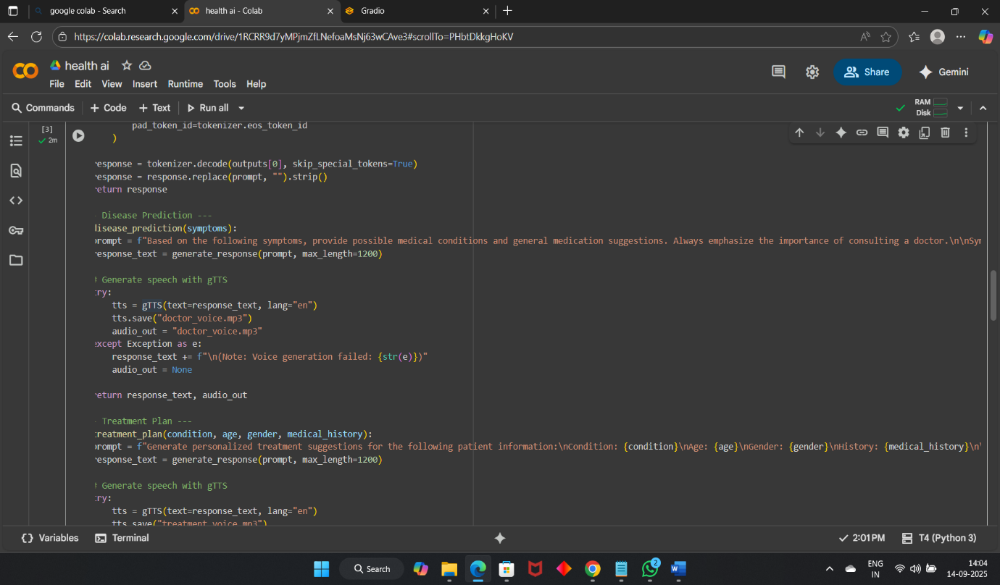 google colab - Search
health ai - Colab
Gradio
https://colab.research.google.com/drive/1RCRR9d7yMPjmZfLNefoaMsNj63wCAve3#scrollTo=PHbtDkkgHoKV
health ai
Share
Gemini
File Edit View Insert Runtime Tools Help
Commands + Code + Text Run all
RAM
Disk
[3]
2m
pad_token_id=tokenizer.eos_token_id
)
response = tokenizer.decode(outputs[0], skip_special_tokens=True)
response = response.replace(prompt, "").strip()
return response
Disease Prediction ---
disease_prediction(symptoms):
prompt = f"Based on the following symptoms, provide possible medical conditions and general medication suggestions. Always emphasize the importance of consulting a doctor.\n\nSym
response_text = generate_response(prompt, max_length=1200)
# Generate speech with gTTS
try:
tts = gTTS(text=response_text, lang="en")
tts.save("doctor_voice.mp3")
audio_out = "doctor_voice.mp3"
except Exception as e:
response_text += f"\n(Note: Voice generation failed: {str(e)})"
audio_out = None
return response_text, audio_out
Treatment Plan ---
treatment_plan(condition, age, gender, medical_history):
prompt = f"Generate personalized treatment suggestions for the following patient information:\nCondition: {condition}\nAge: {age}\nGender: {gender}\nHistory: {medical_history}\n
response_text = generate_response(prompt, max_length=1200)
# Generate speech with gTTS
try:
tts = gTTS(text=response_text, lang="en")
tts.save("treatment_voice.mp3")
Variables Terminal
2:01 PM
T4 (Python 3)
Search
2
ENG
IN
14:04
14-09-2025